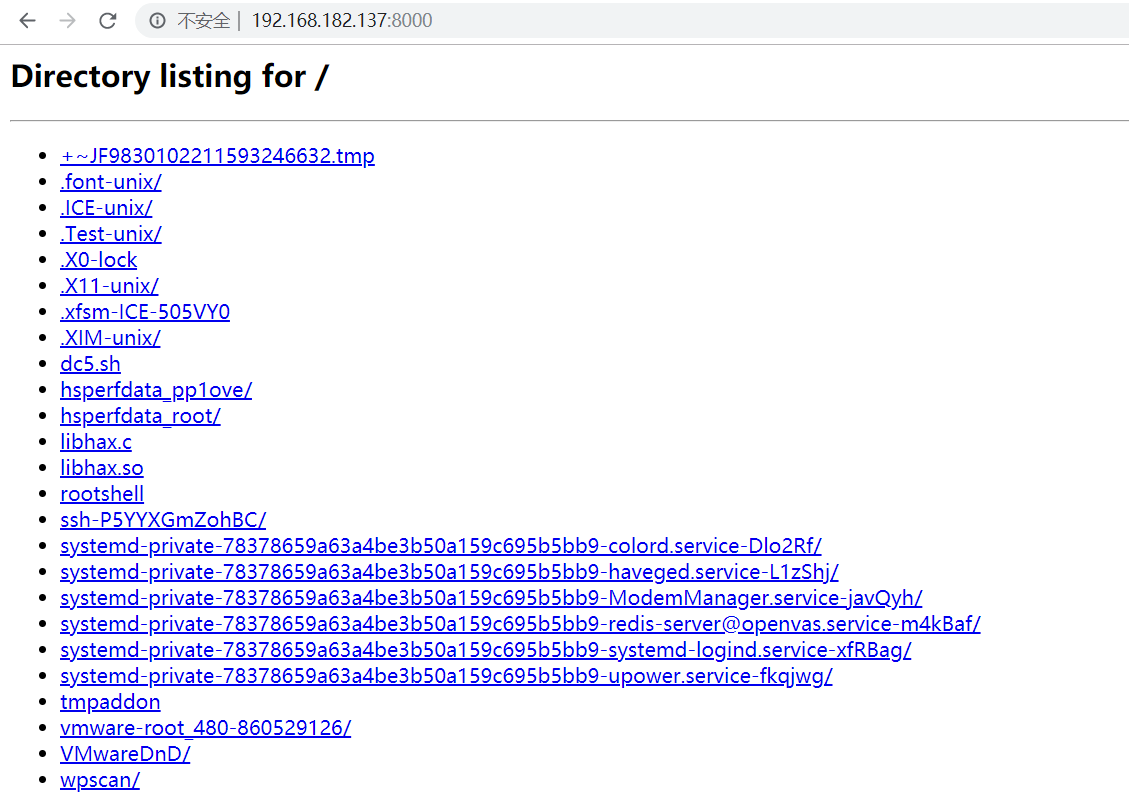 不安全 | 192.168.182.137:8000
Directory listing for /
+~JF9830102211593246632.tmp
.font-unix/
.ICE-unix/
.Test-unix/
.X0-lock
.X11-unix/
.xfsm-ICE-505VY0
.XIM-unix/
dc5.sh
hsperfdata_pp1ove/
hsperfdata_root/
libhax.c
libhax.so
rootshell
ssh-P5YYXGmZohBC/
systemd-private-78378659a63a4be3b50a159c695b5bb9-colord.service-Dlo2Rf/
systemd-private-78378659a63a4be3b50a159c695b5bb9-haveged.service-L1zShj/
systemd-private-78378659a63a4be3b50a159c695b5bb9-ModemManager.service-javQyh/
systemd-private-78378659a63a4be3b50a159c695b5bb9-redis-server@openvas.service-m4kBaf/
systemd-private-78378659a63a4be3b50a159c695b5bb9-systemd-logind.service-xfRBag/
systemd-private-78378659a63a4be3b50a159c695b5bb9-upower.service-fkqjwg/
tmpaddon
vmware-root_480-860529126/
VMwareDnD/
wpscan/